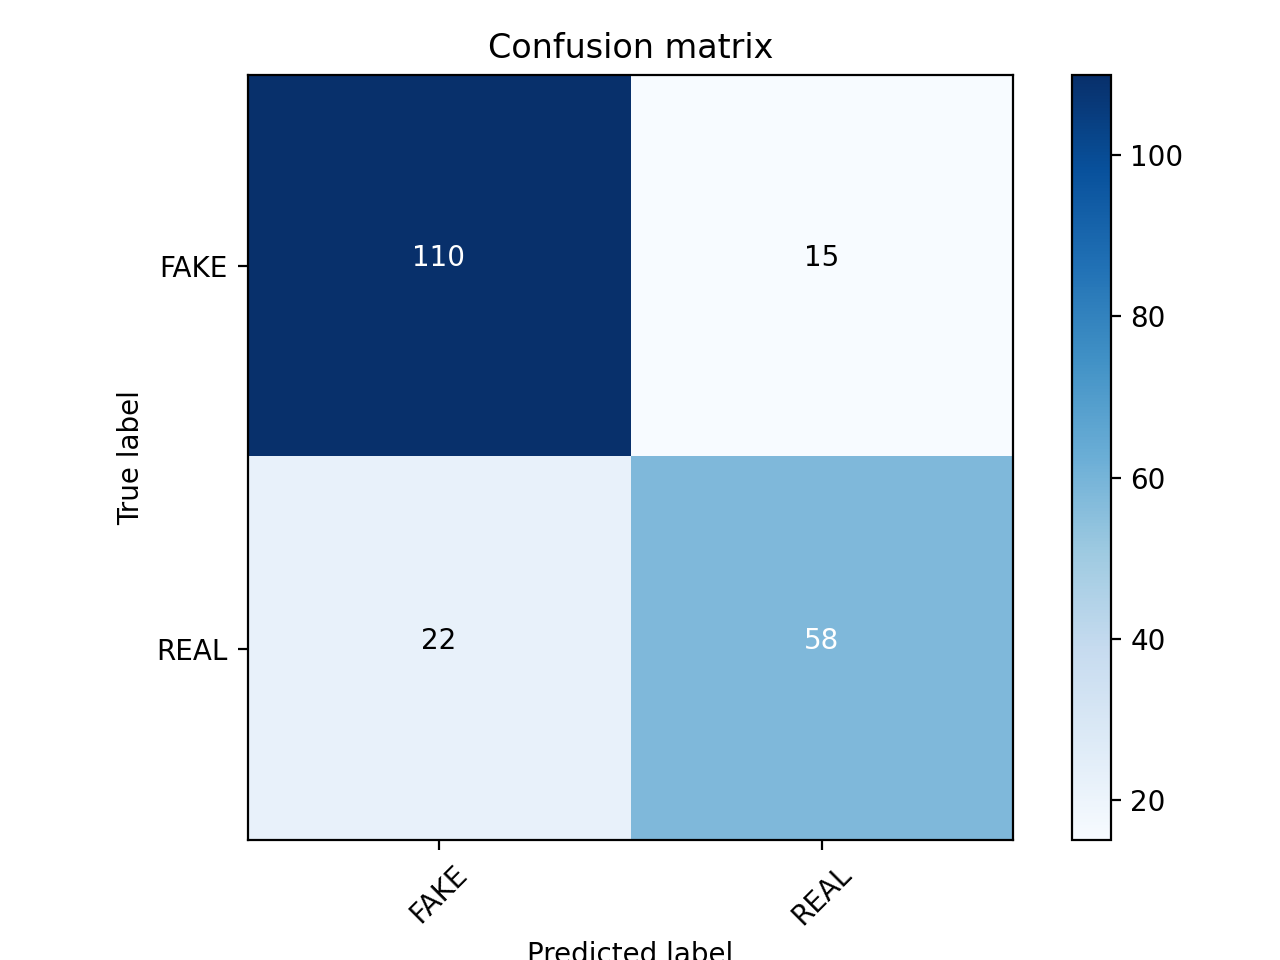 Confusion matrix
FAKE
110
15
100
80
60
40
20
True label
REAL
22
58
FAKE
REAL
Predicted label